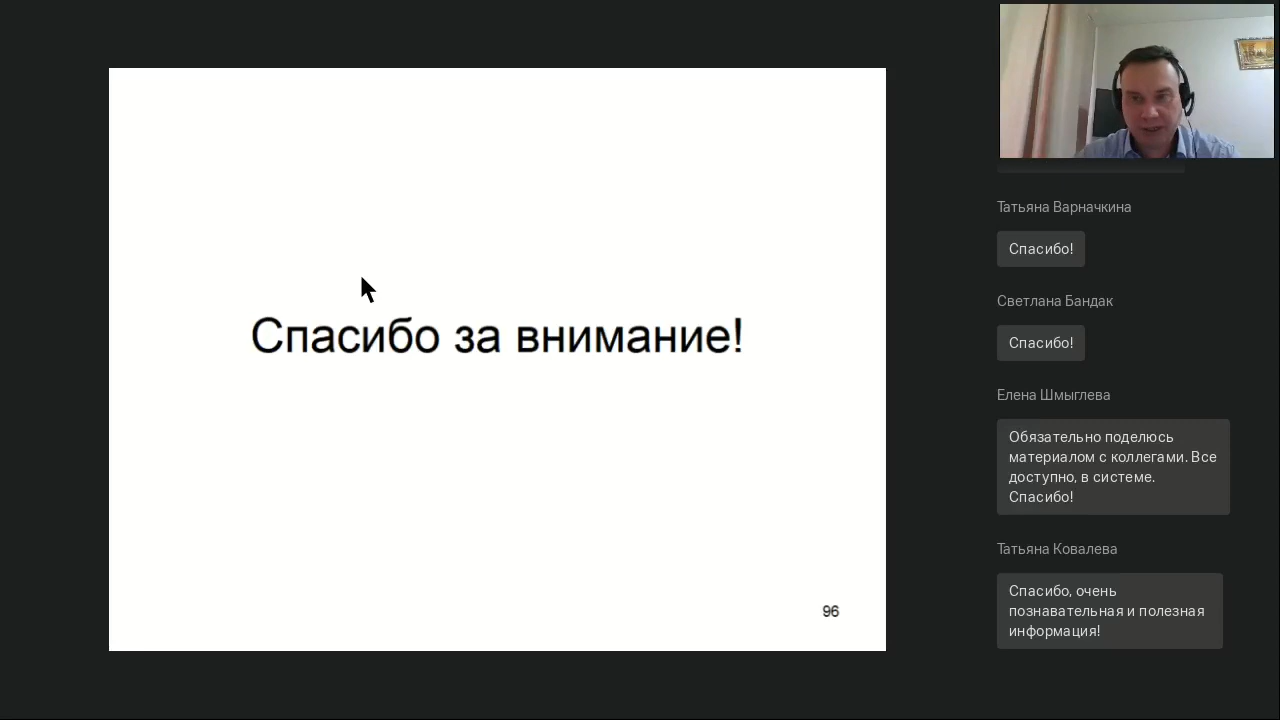 Спасибо за внимание!
96
Татьяна Варначкина
Спасибо!
Светлана Бандак
Спасибо!
Елена Шмыглева
Обязательно поделюсь
материалом с коллегами. Все
доступно, в системе.
Спасибо!
Татьяна Ковалева
Спасибо, очень
познавательная и полезная
информация!